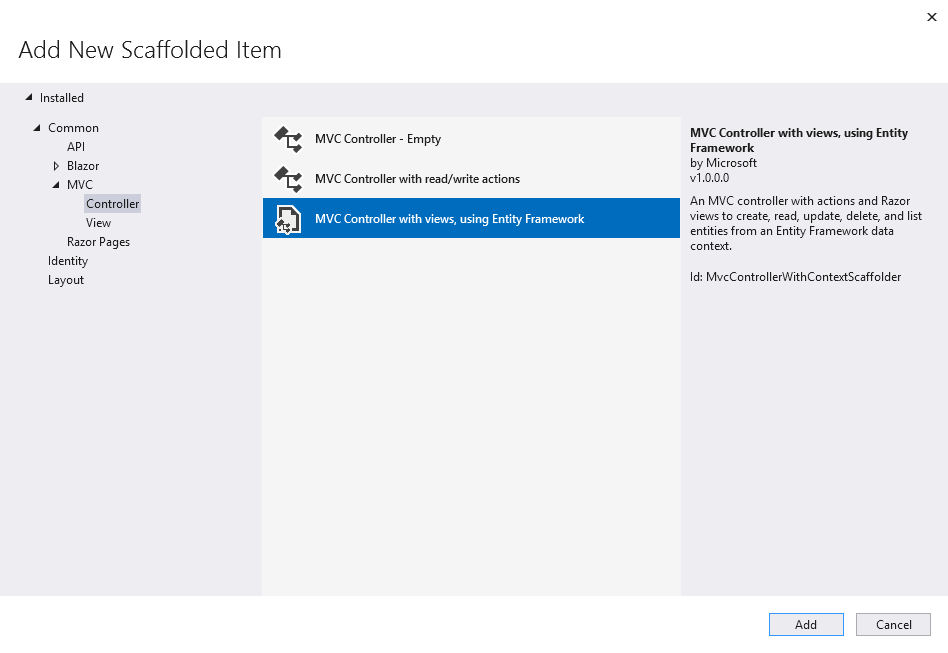 Add New Scaffolded Item
Installed
Common
API
Blazor
MVC
Controller
View
Razor Pages
Identity
Layout
MVC Controller - Empty
MVC Controller with read/write actions
MVC Controller with views, using Entity Framework
MVC Controller with views, using Entity
Framework
by Microsoft
v1.0.0.0
An MVC controller with actions and Razor
views to create, read, update, delete, and list
entities from an Entity Framework data
context.
Id: MvcControllerWithContextScaffolder
Add
Cancel